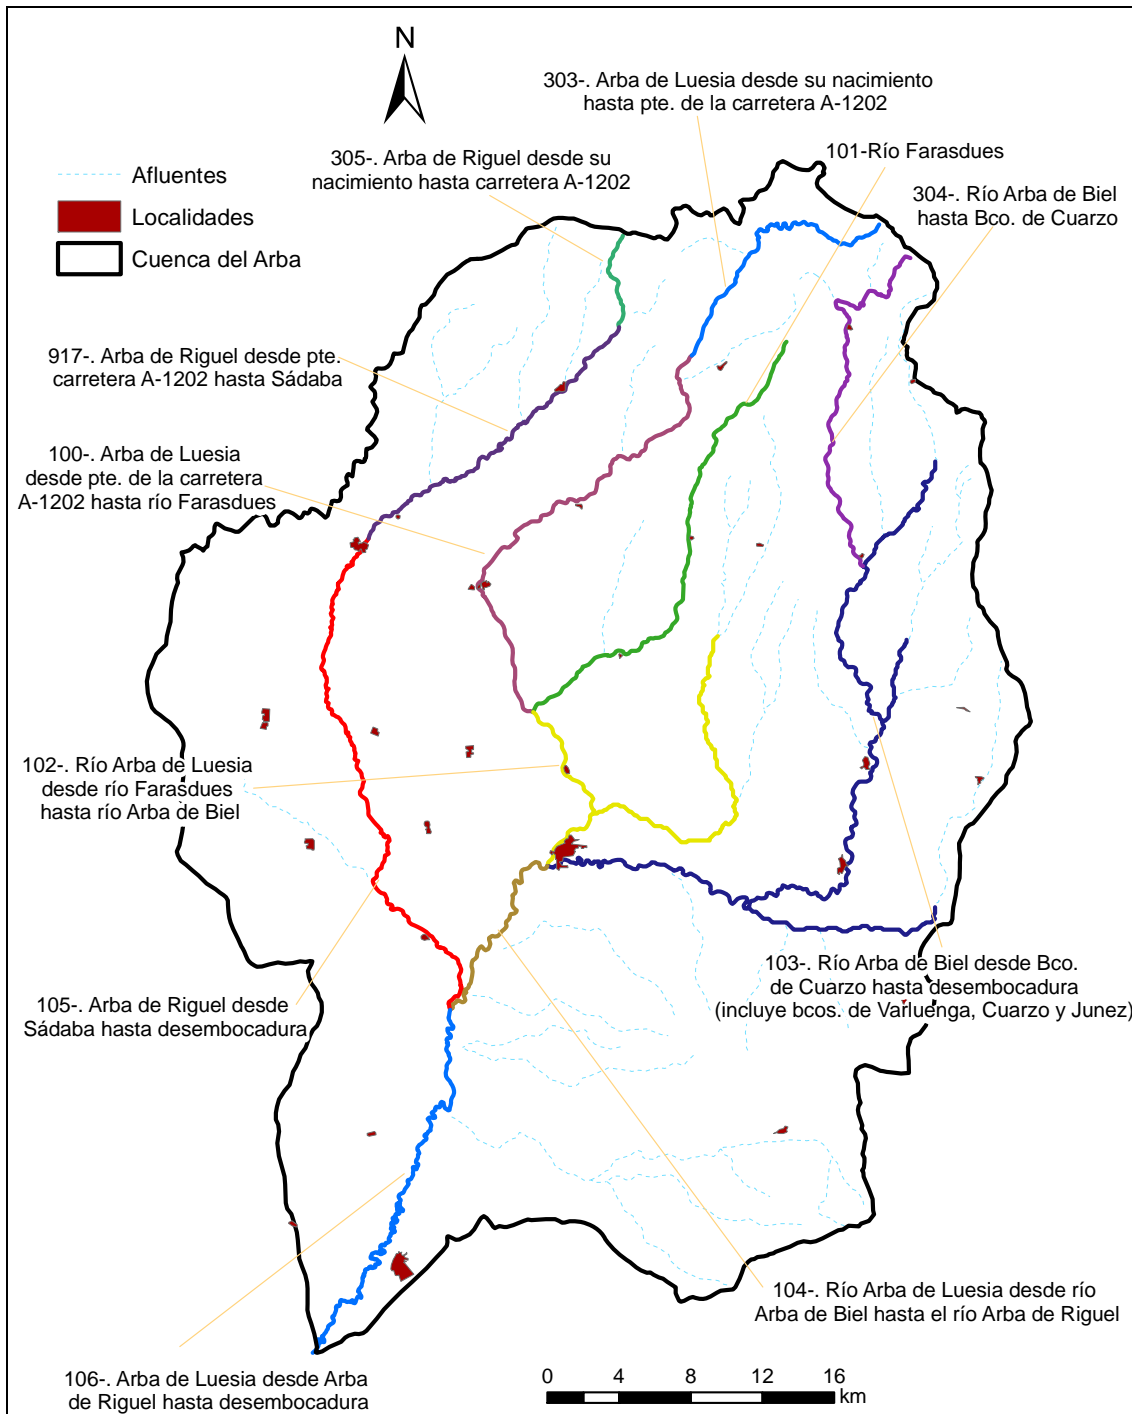 N
303-. Arba de Luesia desde su nacimiento
hasta pte. de la carretera A-1202
305-. Arba de Riguel desde su
nacimiento hasta carretera A-1202
101-Río Farasdues
304-. Río Arba de Biel
hasta Bco. de Cuarzo
Afluentes
Localidades
Cuenca del Arba
917-. Arba de Riguel desde pte.
carretera A-1202 hasta Sádaba
100-. Arba de Luesia
desde pte. de la carretera
A-1202 hasta río Farasdues
102-. Río Arba de Luesia
desde río Farasdues
hasta río Arba de Biel
105-. Arba de Riguel desde
Sádaba hasta desembocadura
103-. Río Arba de Biel desde Bco.
de Cuarzo hasta desembocadura
(incluye bcos. de Varluenga, Cuarzo y Junez)
104-. Río Arba de Luesia desde río
Arba de Biel hasta el río Arba de Riguel
106-. Arba de Luesia desde Arba
de Riguel hasta desembocadura
0 4 8 12 16
km